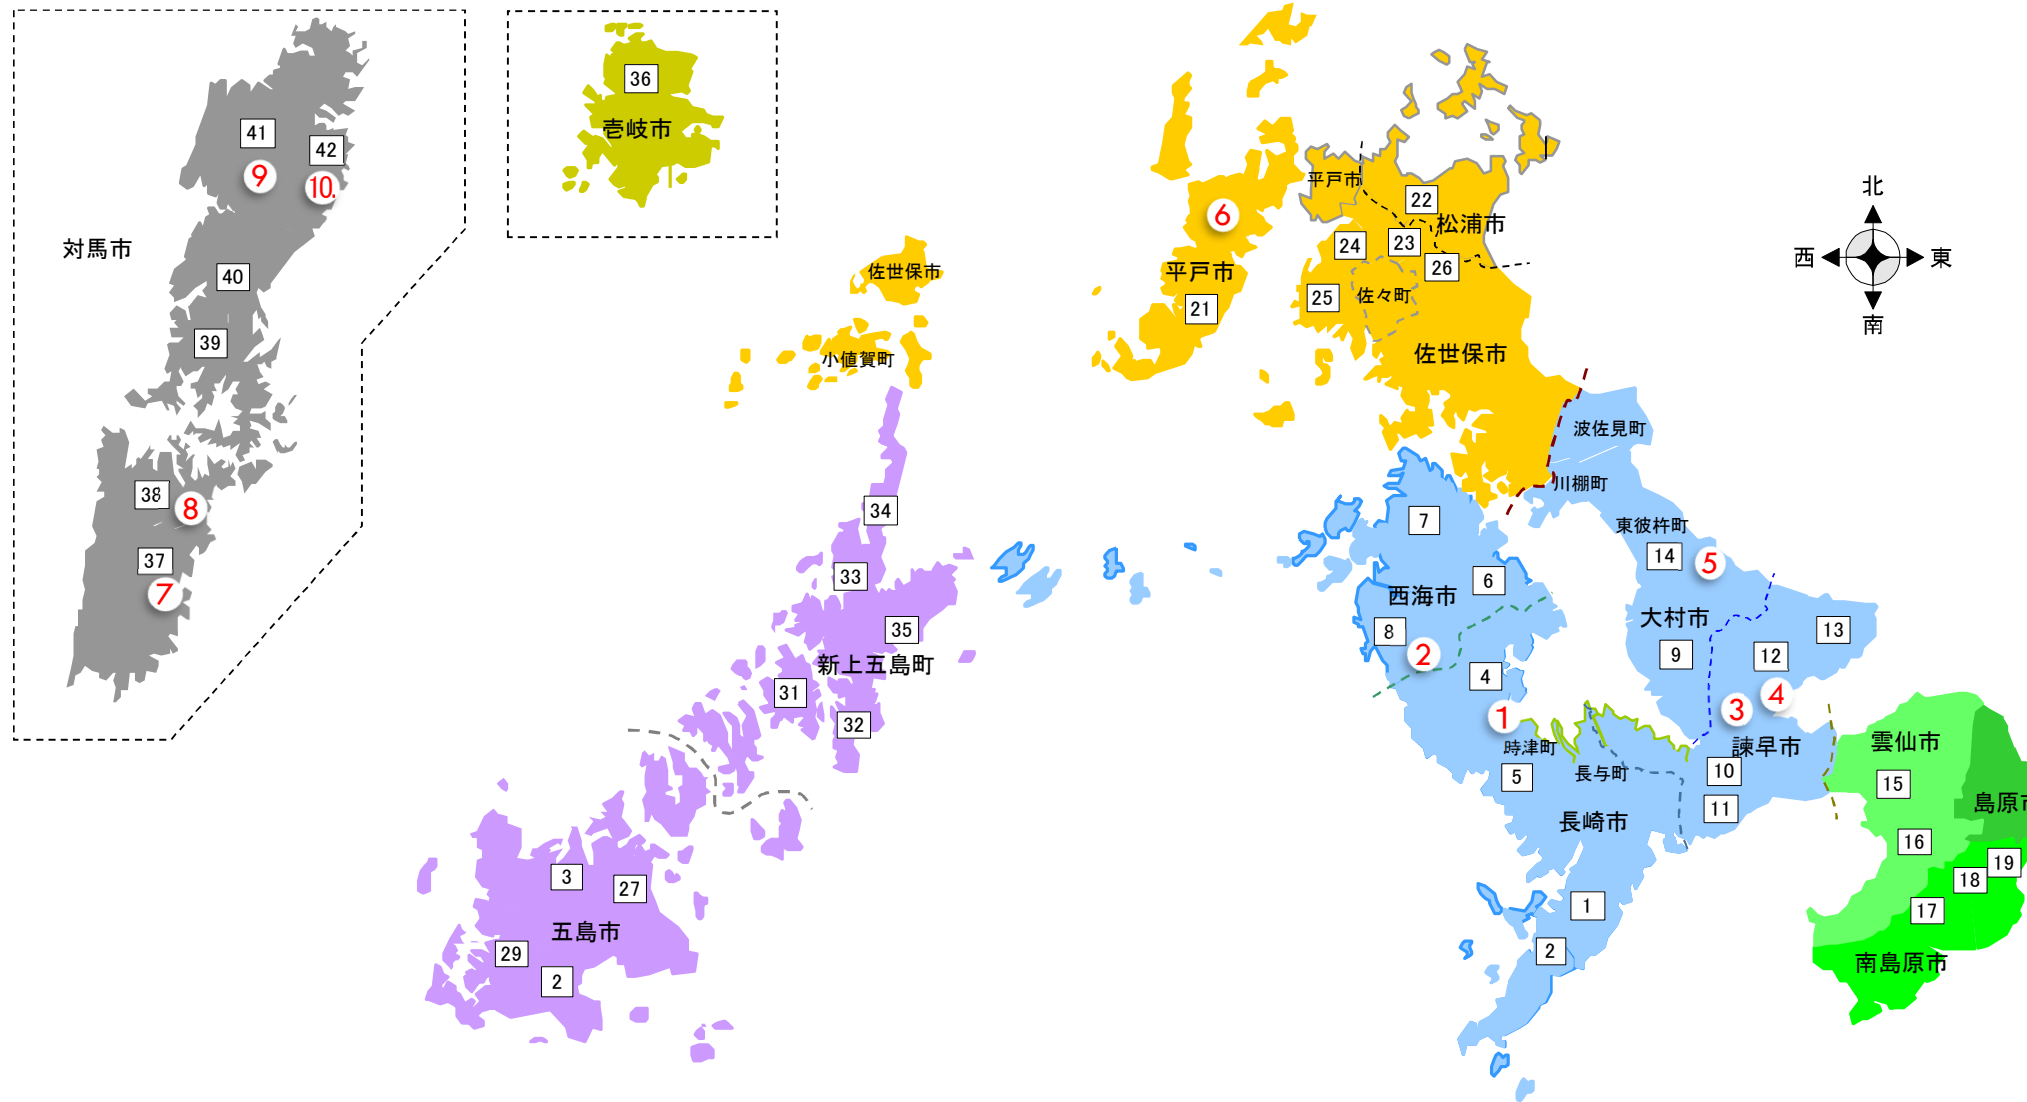 36
壱岐市
41
42
9
10.
対馬市
40
39
38
8
37
7
佐世保市
小値賀町
34
33
35
新上五島町
31
32
3
27
五島市
29
2
平戸市
22
松浦市
6
24
23
26
平戸市
21
25
佐々町
佐世保市
北
西
東
南
波佐見町
川棚町
7
東彼杵町
14
5
6
西海市
8
2
4
大村市
9
13
12
4
3
1
時津町
諫早市
10
長与町
5
11
長崎市
1
2
雲仙市
15
島原市
16
19
18
17
南島原市